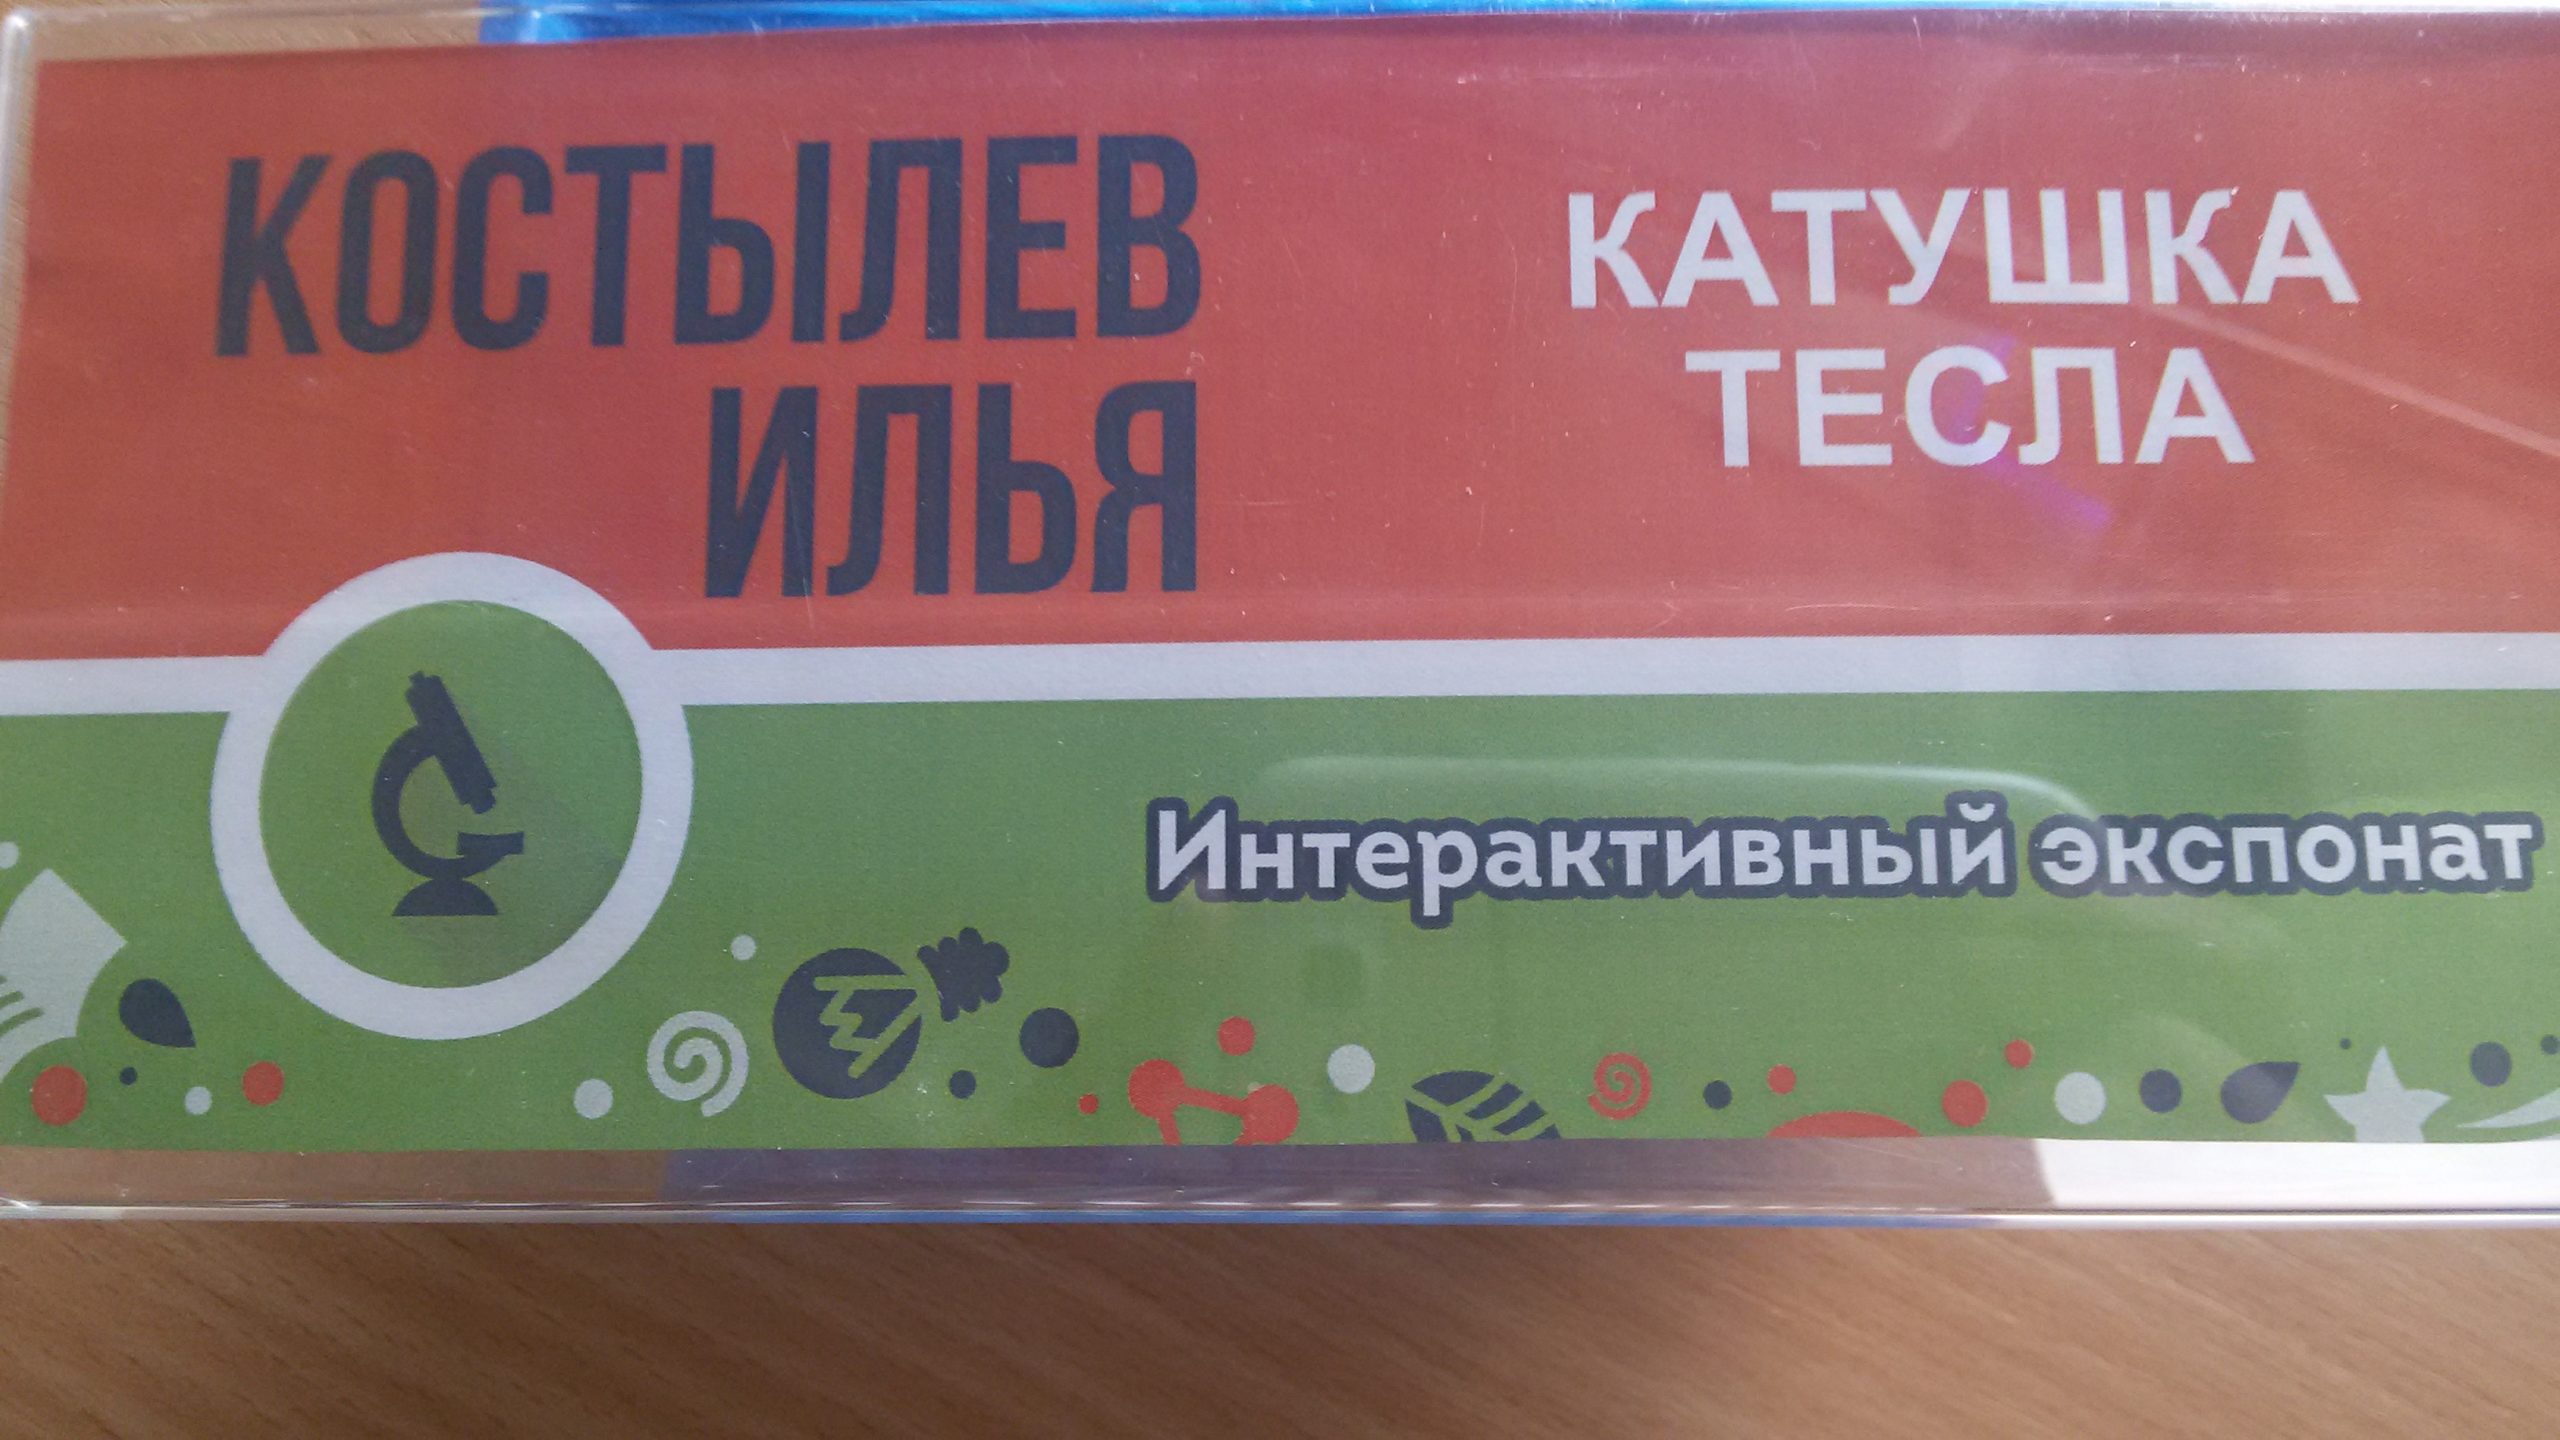 КОСТЫЛЕВ
ИЛЬЯ
КАТУШКА
ТЕСЛА
Интерактивный экспонат